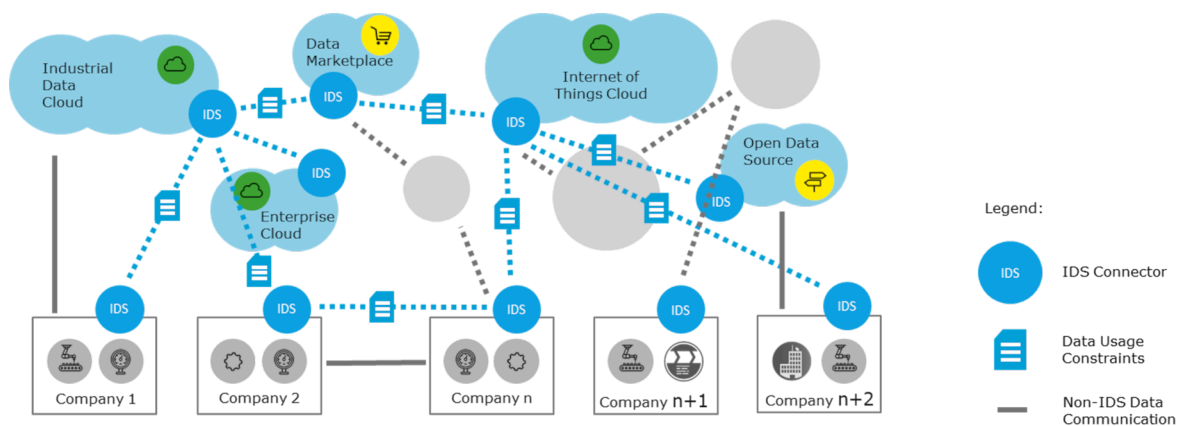 Industrial
Data
Cloud
Data
Marketplace
Internet of
Things Cloud
IDS
IDS
IDS
Open Data
Source
IDS
Enterprise
Cloud
IDS
Legend:
IDS
IDS Connector
IDS
IDS
IDS
IDS
IDS
Data Usage
Constraints
Company 1
Company 2
Company n
Company n+1
Company n+2
Non-IDS Data
Communication